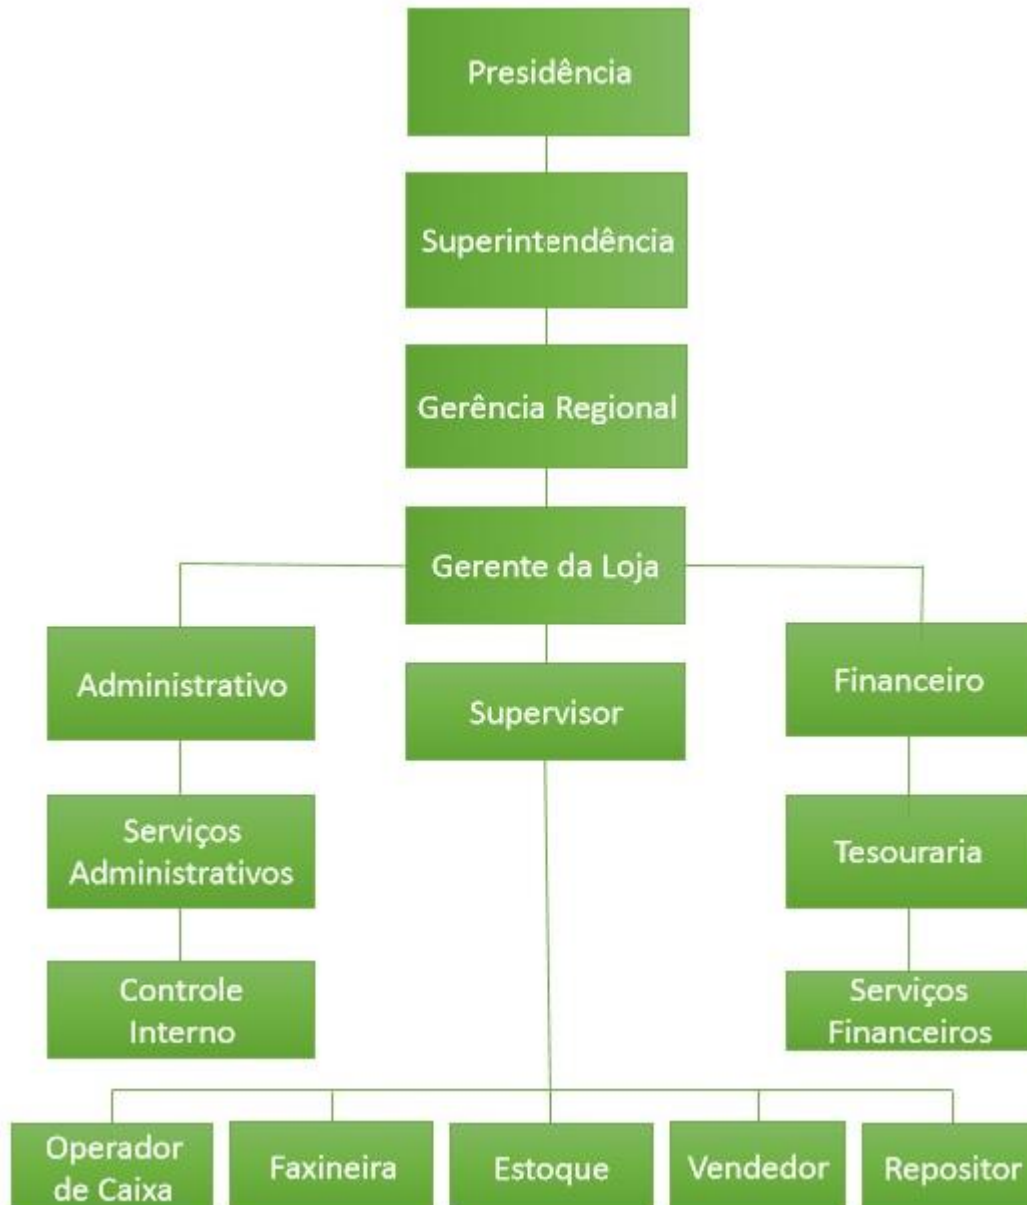 Presidência
Superintendência
Gerência Regional
Gerente da Loja
Administrativo
Supervisor
Financeiro
Serviços
Administrativos
Tesouraria
Controle
Interno
Serviços
Financeiros
Operador
de Caixa
Faxineira
Estoque
Vendedor
Repositor